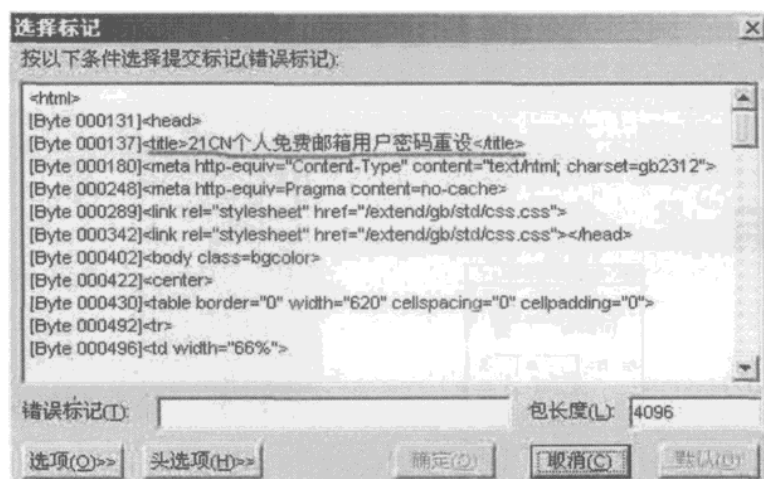 选择标记
按以下条件选择提交标记(错误标记):
<html>
[Byte 000131]<head>
[Byte 000137]<title>21CN个人免费邮箱用户密码重设</title>
[Byte 000180]<meta http-equiv="Content-Type" content="text/html; charset=gb2312">
[Byte 000248]<meta http-equiv=Pragma content=no-cache>
[Byte 000289]<link rel="stylesheet" href="/extend/gb/std/css.css">
[Byte 000342]<link rel="stylesheet" href="/extend/gb/std/css.css"></head>
[Byte 000402]<body class=bgcolor>
[Byte 000422]<center>
[Byte 000430]<table border="0" width="620" cellspacing="0" cellpadding="0">
[Byte 000492]<tr>
[Byte 000496]<td width="66%">
错误标记(T): 包长度(L): 4096
选项(O)>> 头选项(H)>> 确定(O) 取消(C) 默认(U)